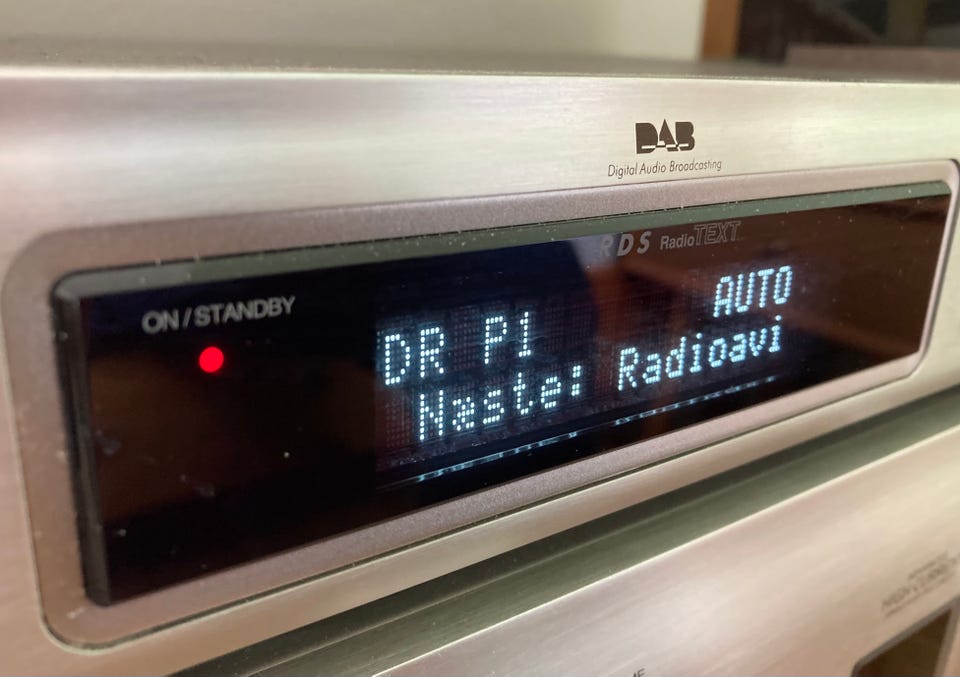 DAB
Digital Audio Broadcasting
RDS RadioTEXT
ON/STANDBY
AUTO
DR P1
Næste: Radioavi